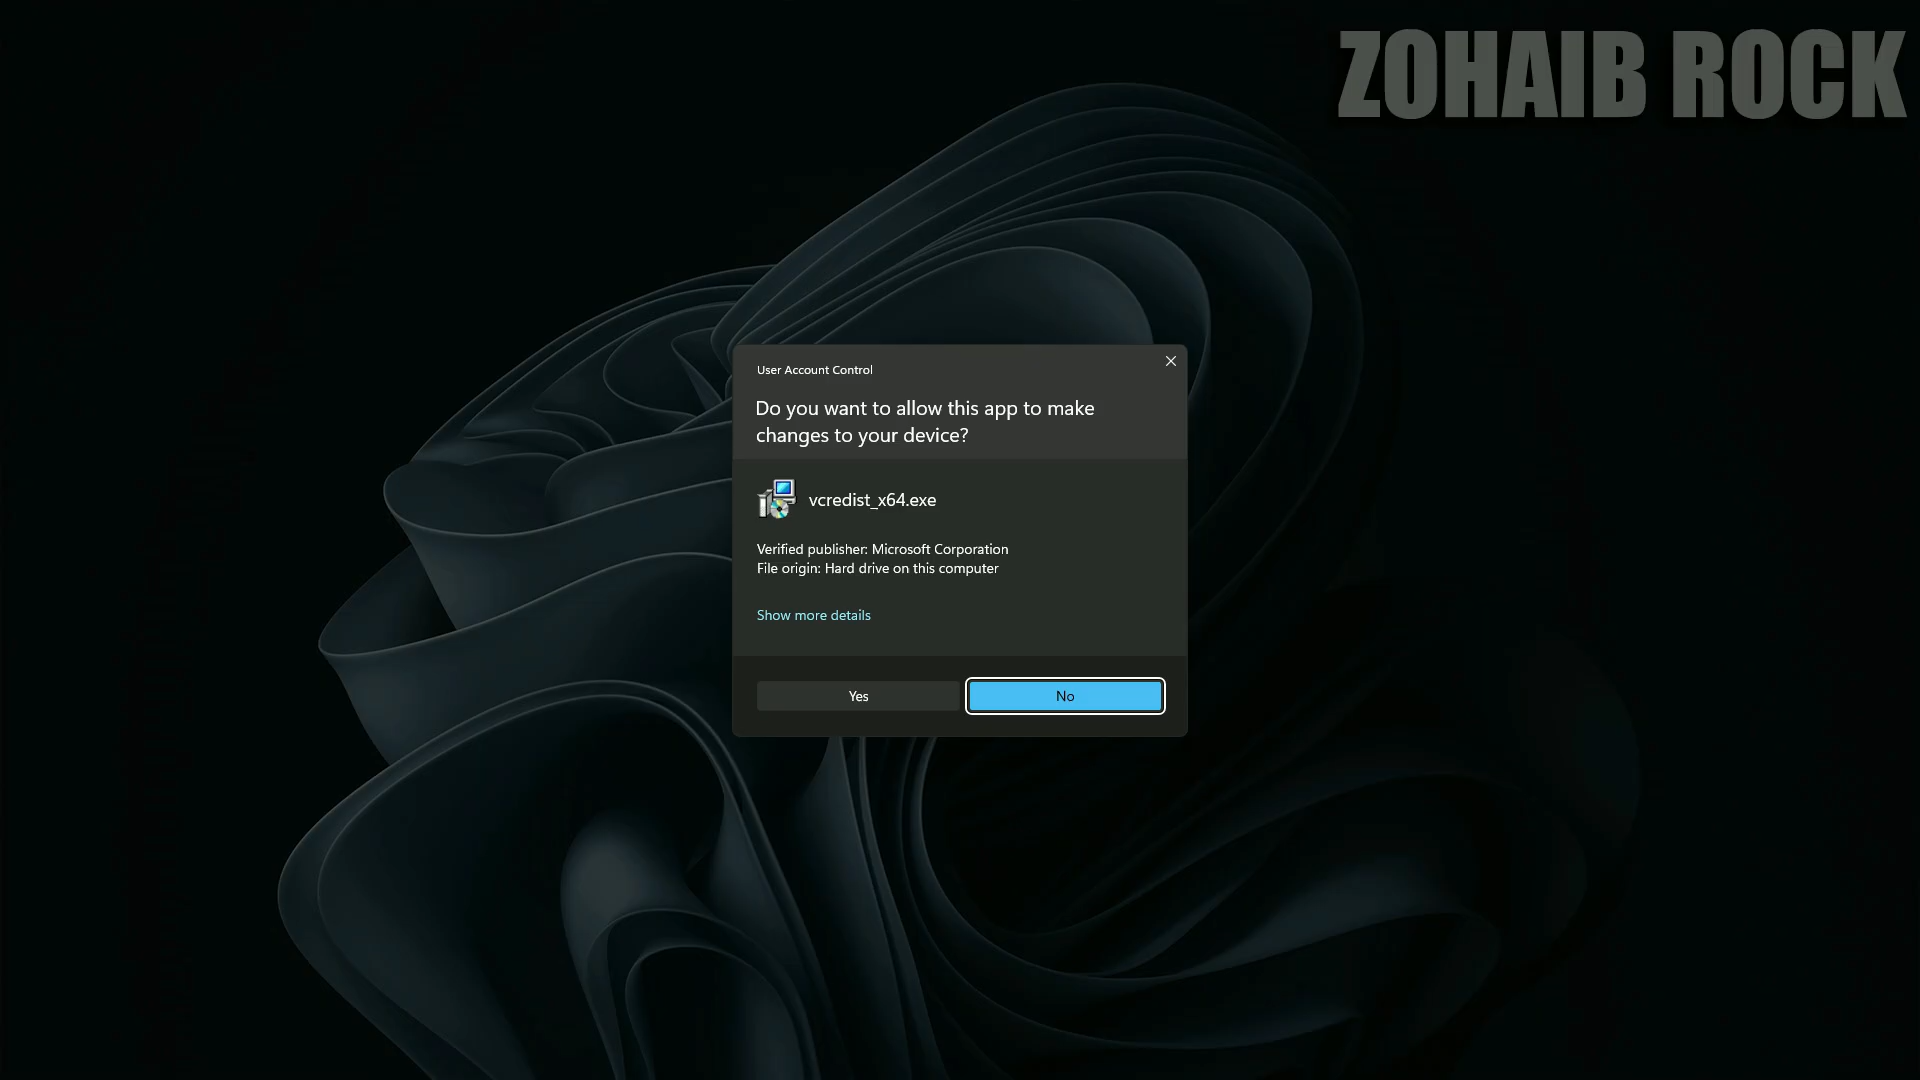 ZOHAIB ROCK
User Account Control
Do you want to allow this app to make
changes to your device?
vcredist_x64.exe
Verified publisher: Microsoft Corporation
File origin: Hard drive on this computer
Show more details
Yes
No